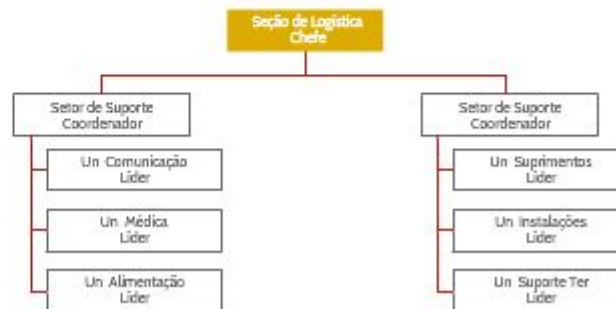 Seção de Logística
Chefe
Setor de Suporte
Coordenador
Setor de Suporte
Coordenador
Un Comunicação
Líder
Un Suprimentos
Líder
Un Médica
Líder
Un Instalações
Líder
Un Alimentação
Líder
Un Suporte Ter
Líder